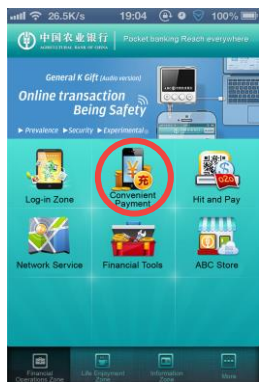 26.5K/s 19:04 100%
中国农业银行 Pocket banking Reach everywhere
AGRICULTURAL BANK OF CHINA
General K Gift (Audio version)
Online transaction
Being Safety
▶ Prevalence ▶Security ▶Experimental
Log-in Zone
Convenient
Payment
充
Hit and Pay
o2o
Network Service
Financial Tools
ABC Store
Financial
Operations Zone
Life Enjoyment
Zone
Information
Zone
More